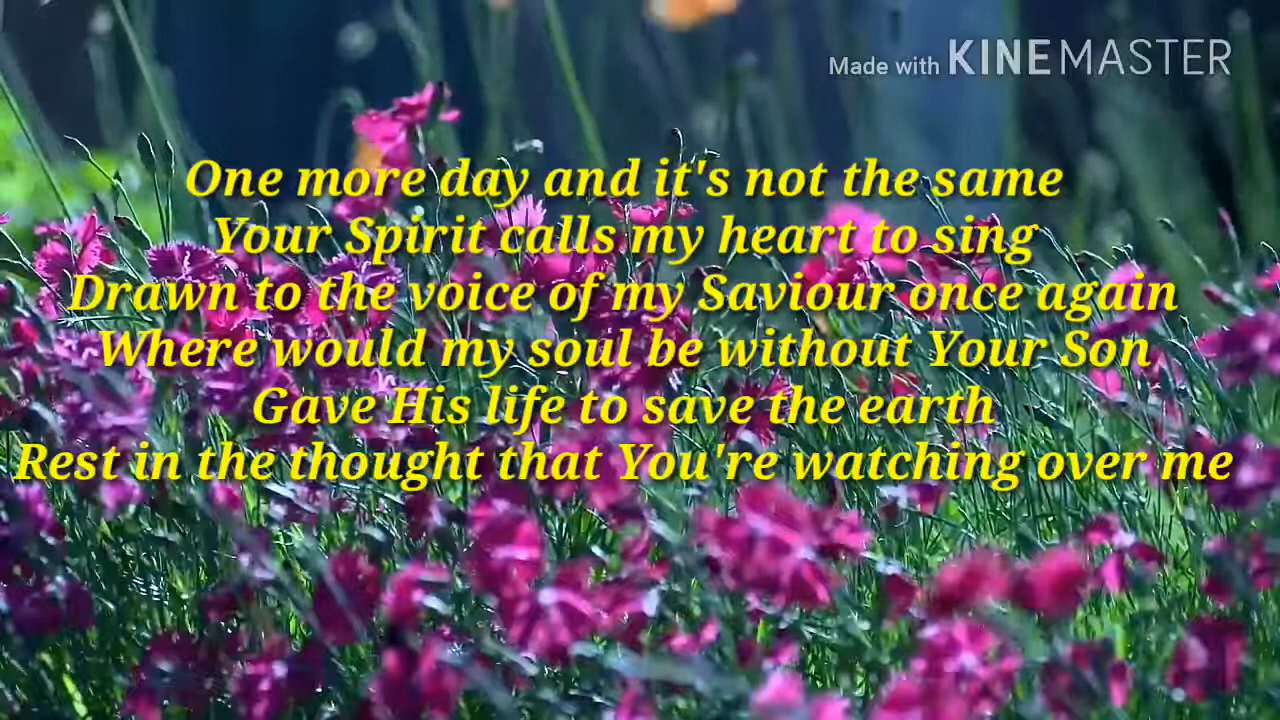 Made with KINEMASTER
One more day and it's not the same
Your Spirit calls my heart to sing
Drawn to the voice of my Saviour once again
Where would my soul be without Your Son
Gave His life to save the earth
Rest in the thought that You're watching over me